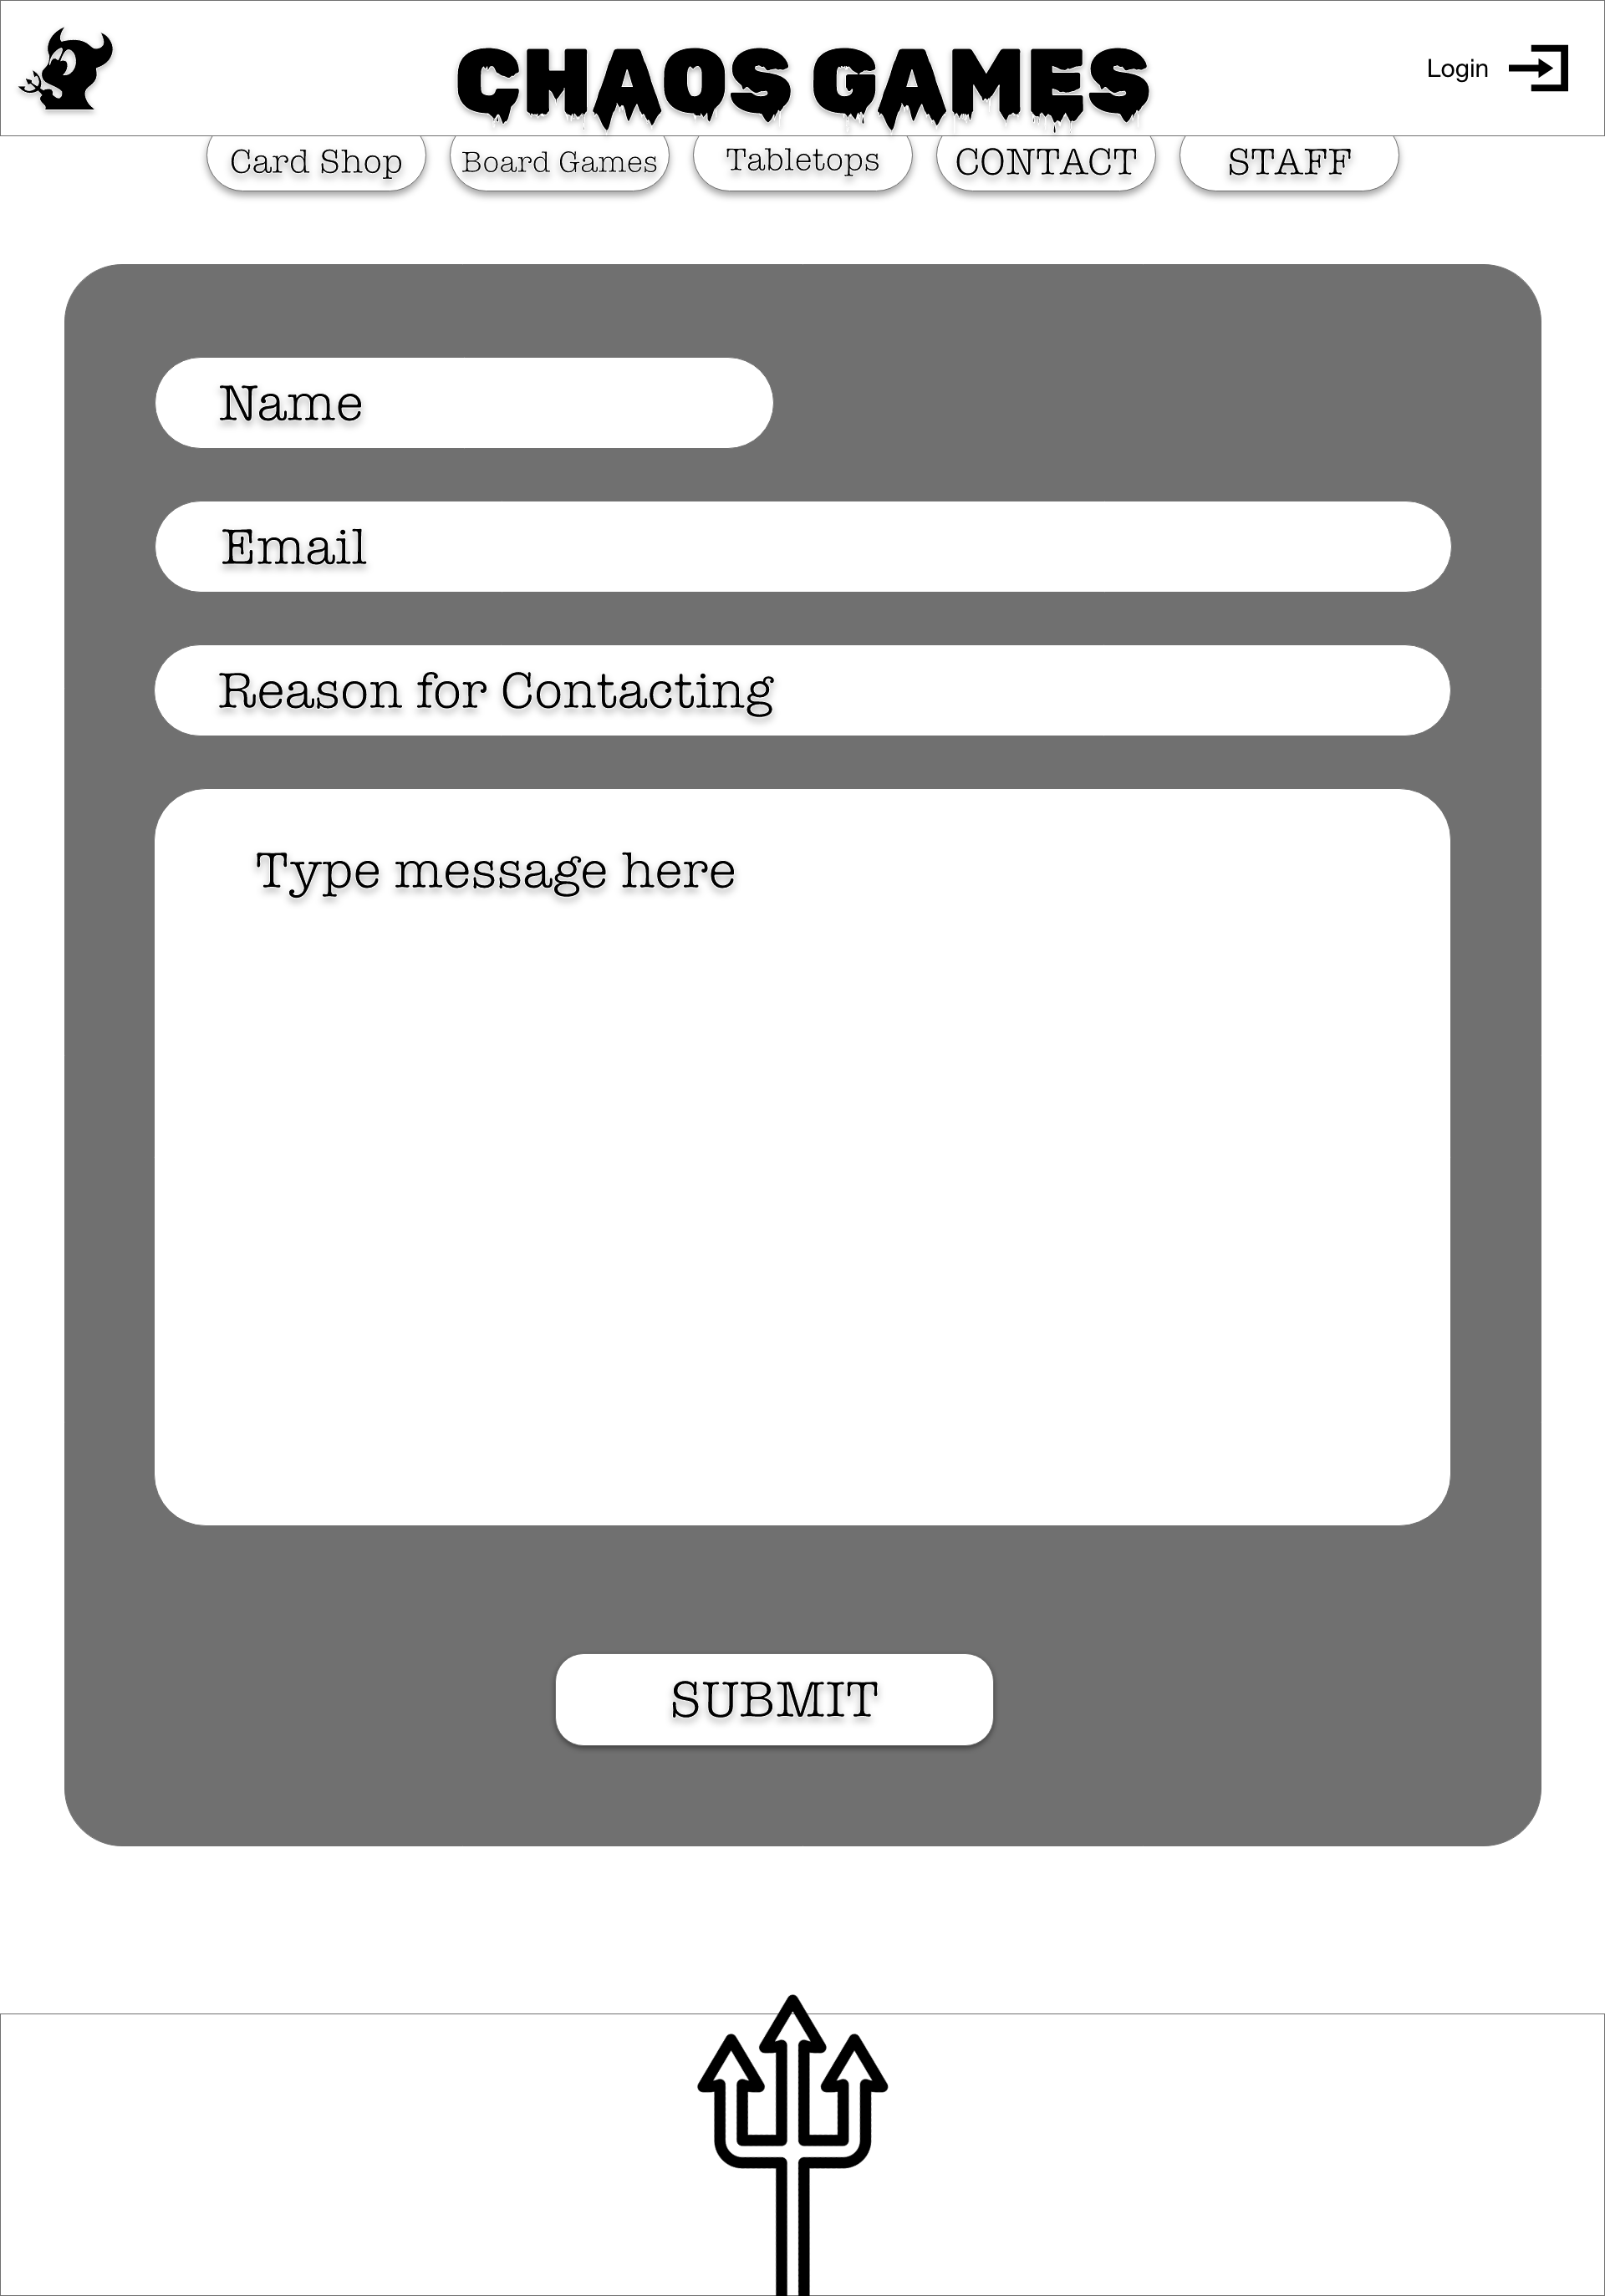 CHAOS GAMES
Login
Card Shop
Board Games
Tabletops
CONTACT
STAFF
Name
Email
Reason for Contacting
Type message here
SUBMIT